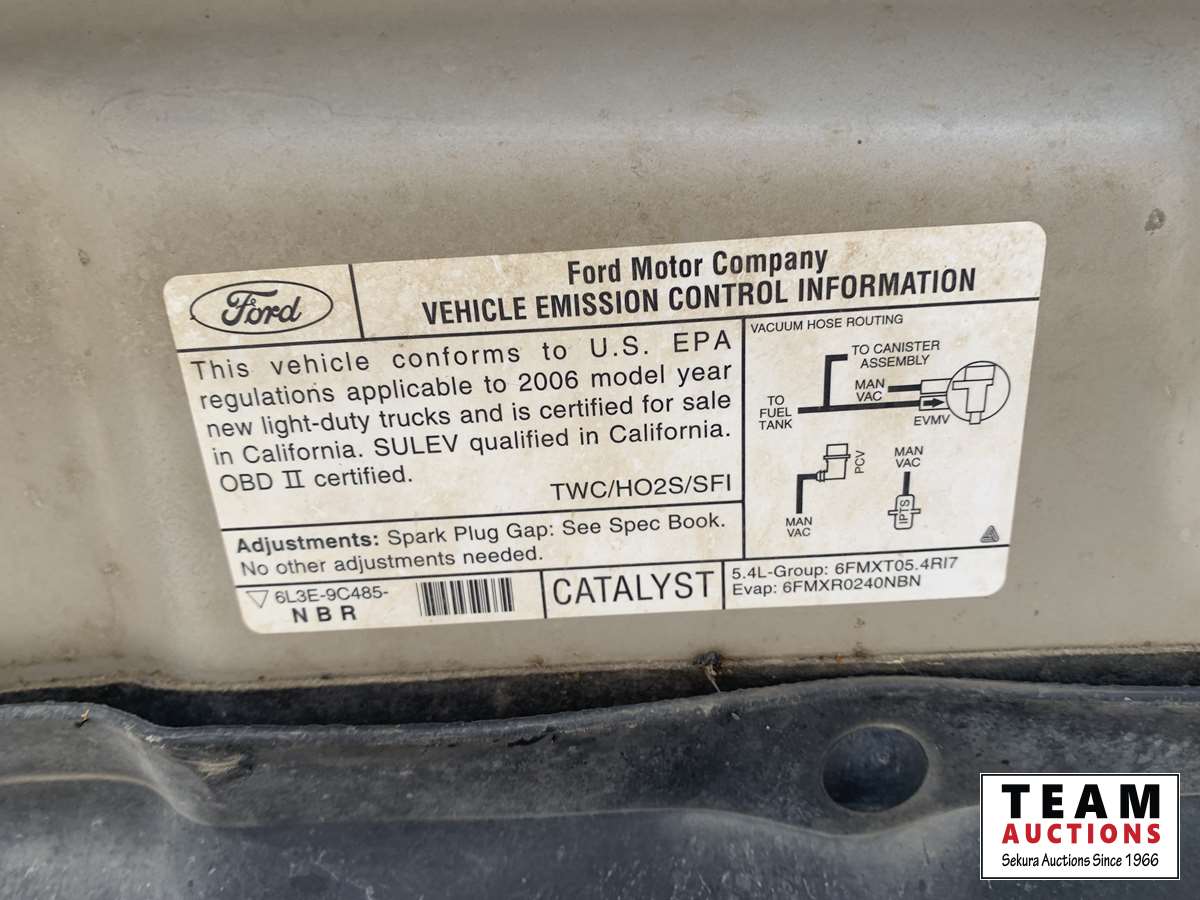 Ford
Ford Motor Company
VEHICLE EMISSION CONTROL INFORMATION
This vehicle conforms to U.S. EPA
regulations applicable to 2006 model year
new light-duty trucks and is certified for sale
in California. SULEV qualified in California.
OBD II certified.
TWC/HO2S/SFI
VACUUM HOSE ROUTING
TO CANISTER
ASSEMBLY
MAN
VAC
TO
FUEL
TANK
EVMV
PCV
MAN
VAC
MAN
VAC
IPTS
Adjustments: Spark Plug Gap: See Spec Book.
No other adjustments needed.
6L3E-9C485-
NBR
CATALYST
5.4L-Group: 6FMXT05.4RI7
Evap: 6FMXR0240NBN
TEAM
AUCTIONS
Sekura Auctions Since 1966